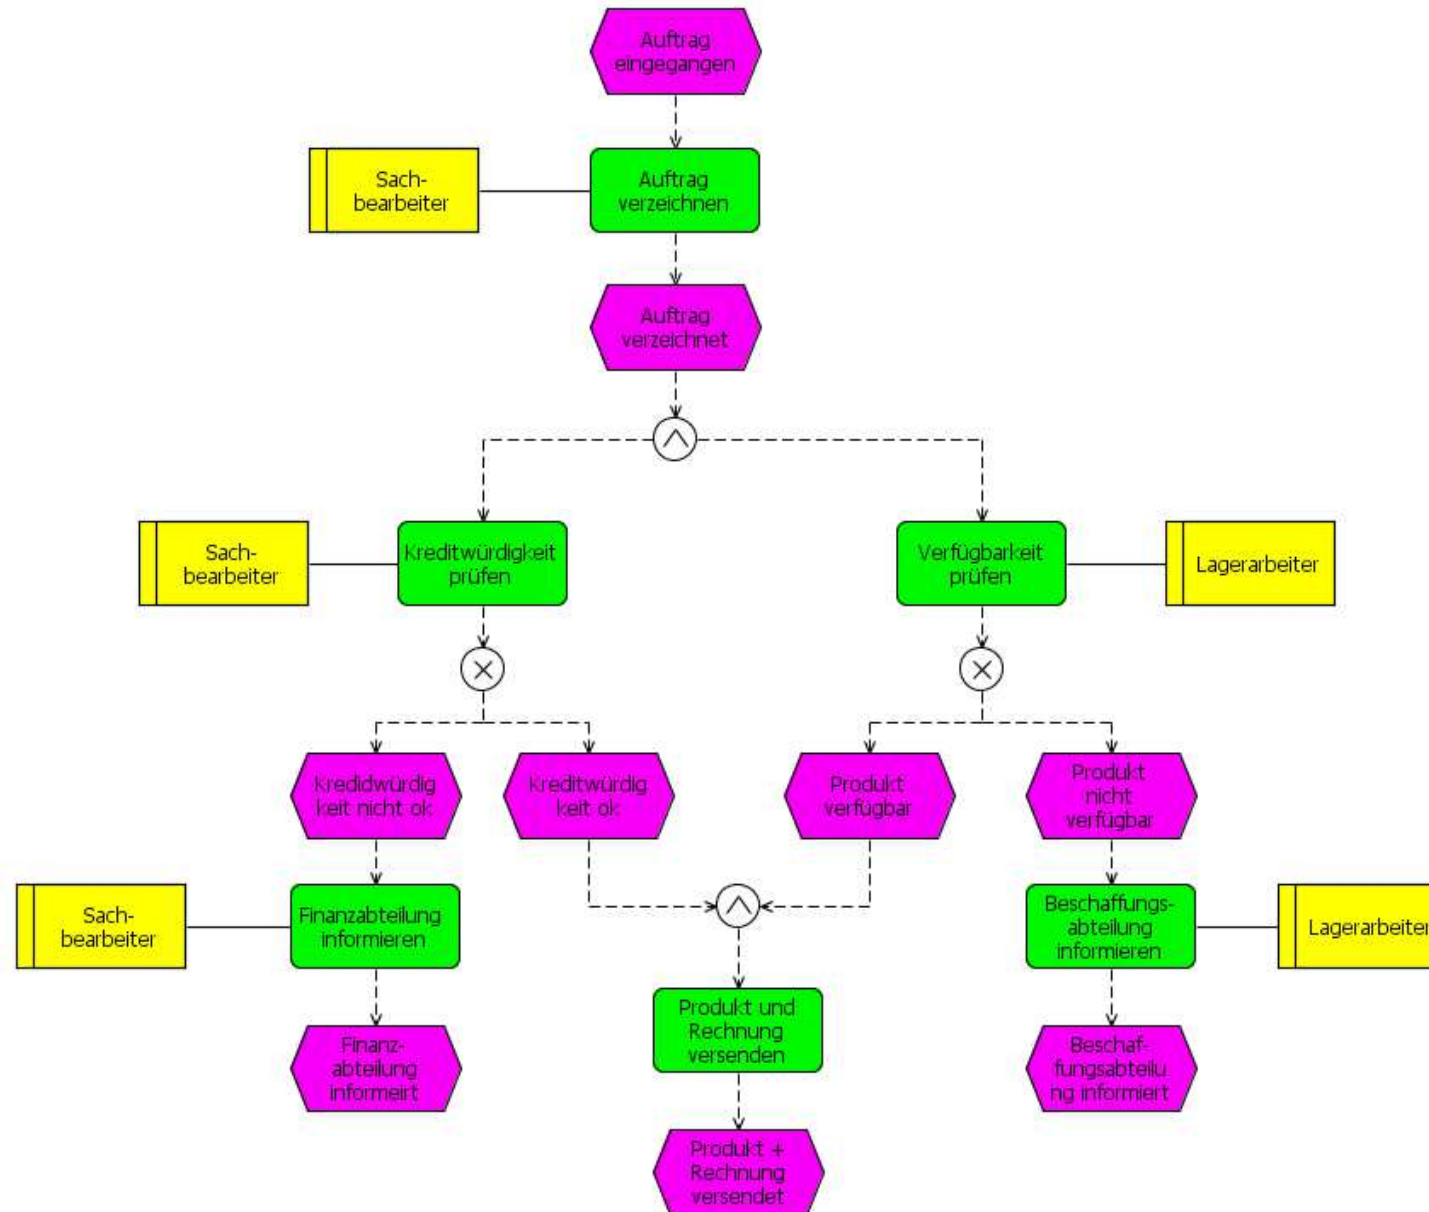 Auftrag
eingegangen
Sach-
bearbeiter
Auftrag
verzeichnen
Auftrag
verzeichnet
Sach-
bearbeiter
Kreditwürdigkeit
prüfen
Verfügbarkeit
prüfen
Lagerarbeiter
Kredidwürdig
keit nicht ok
Kreditwürdig
keit ok
Produkt
verfügbar
Produkt
nicht
verfügbar
Sach-
bearbeiter
Finanzabteilung
informieren
Beschaffungs-
abteilung
informieren
Lagerarbeiter
Produkt und
Rechnung
versenden
Finanz-
abteilung
informeirt
Beschaf-
fungsabteilu
ng informiert
Produkt +
Rechnung
versendet